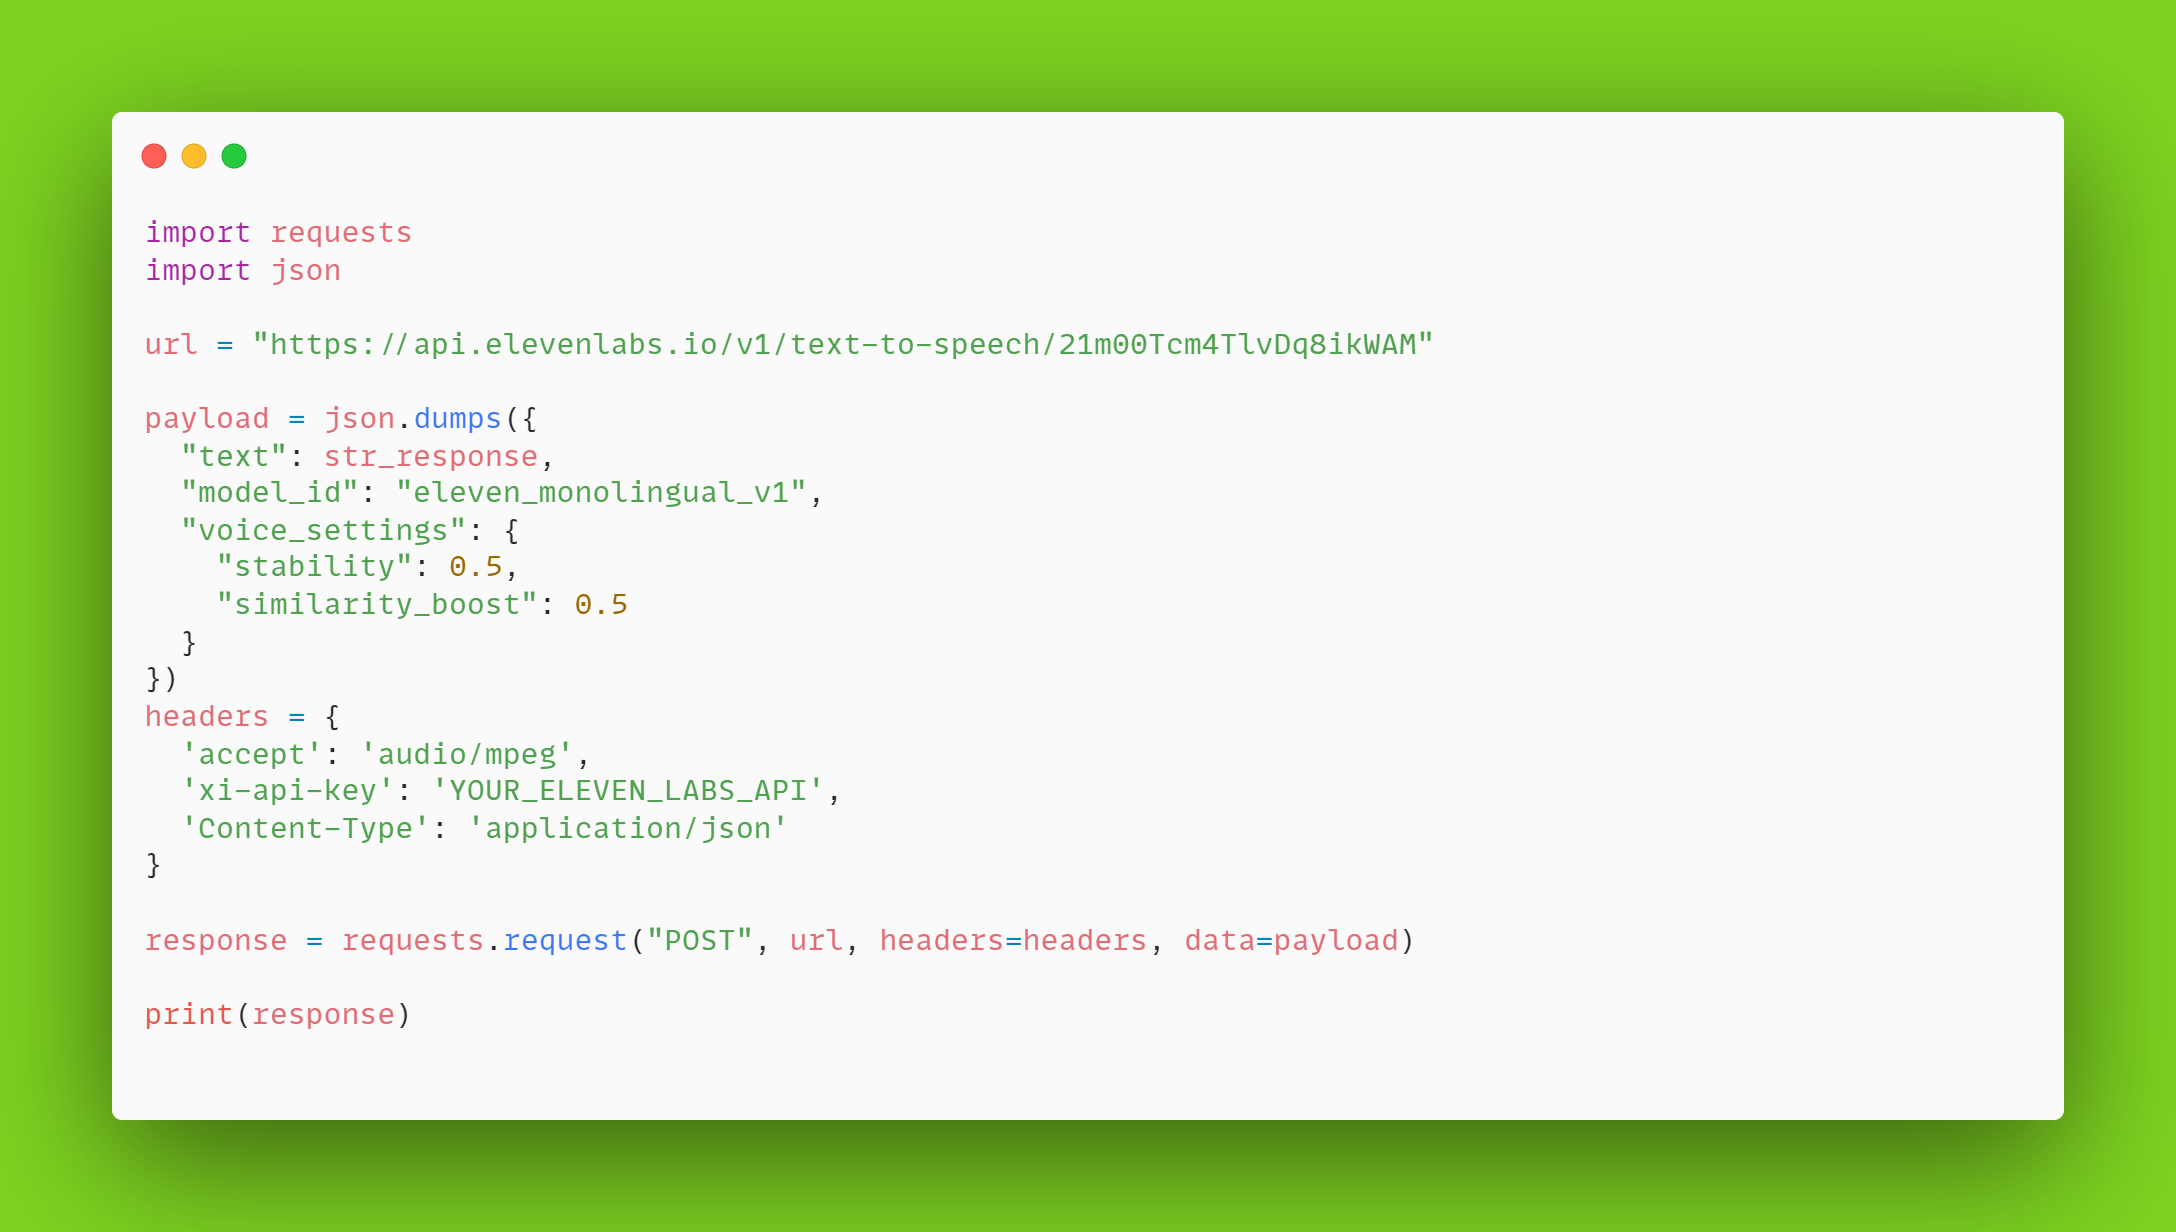 import requests
import json
url = "https://api.elevenlabs.io/v1/text-to-speech/21m00Tcm4TlvDq8ikWAM"
payload = json.dumps({
  "text": str_response,
  "model_id": "eleven_monolingual_v1",
  "voice_settings": {
    "stability": 0.5,
    "similarity_boost": 0.5
  }
})
headers = {
  'accept': 'audio/mpeg',
  'xi-api-key': 'YOUR_ELEVEN_LABS_API',
  'Content-Type': 'application/json'
}
response = requests.request("POST", url, headers=headers, data=payload)
print(response)